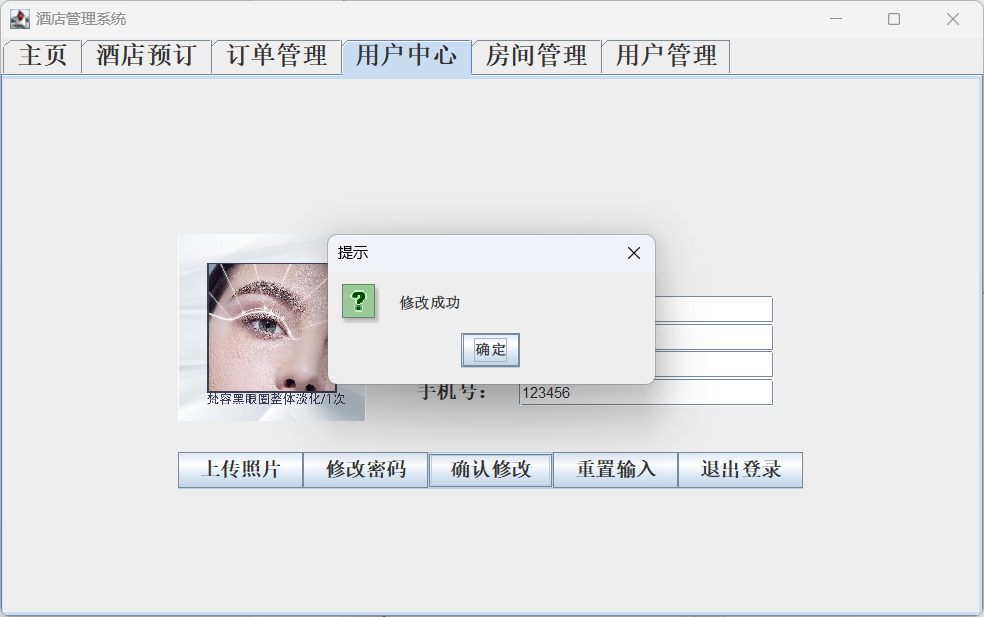 酒店管理系统
主页 酒店预订 订单管理 用户中心 房间管理 用户管理
提示
修改成功
确定
手机号： 123456
梵容黑眼圈整体淡化/1次
上传照片 修改密码 确认修改 重置输入 退出登录